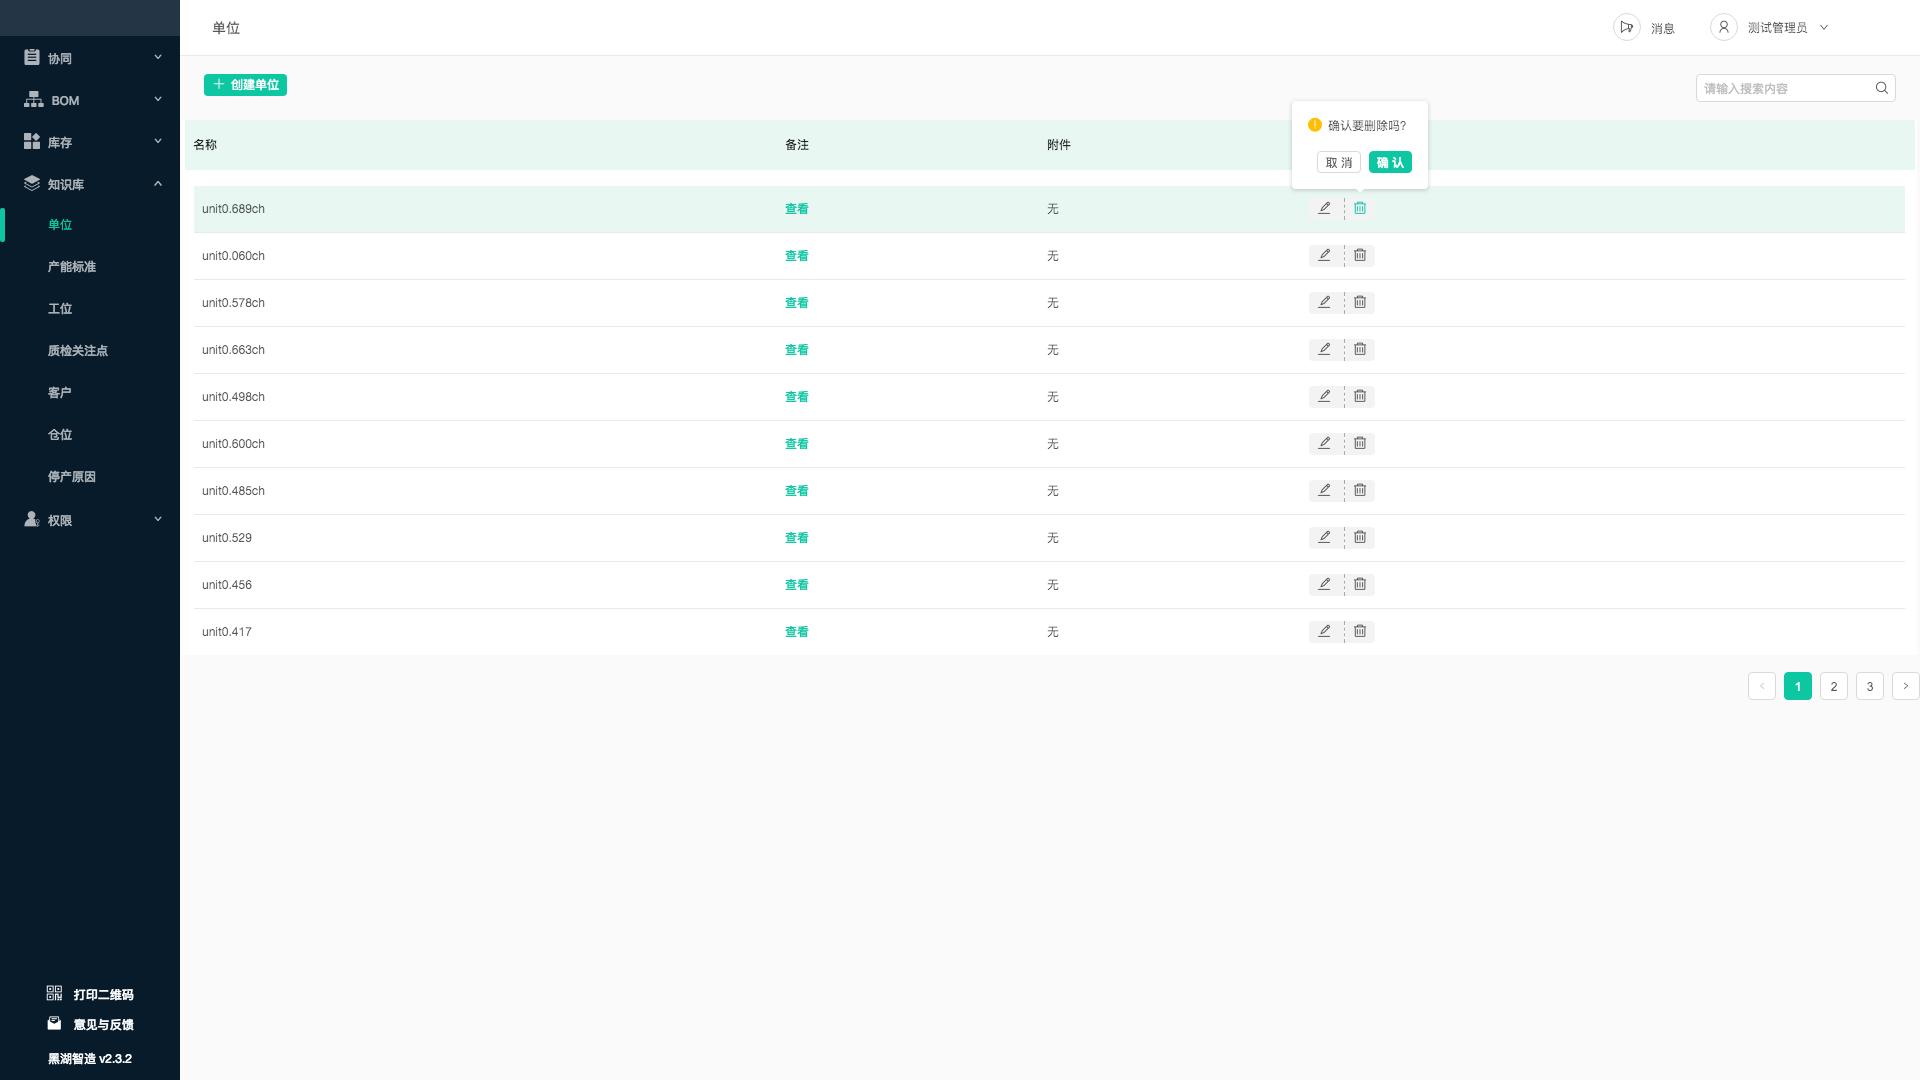 单位
消息
测试管理员
协同
BOM
库存
知识库
单位
产能标准
工位
质检关注点
客户
仓位
停产原因
权限
打印二维码
意见与反馈
黑湖智造 v2.3.2
创建单位
请输入搜索内容
确认要删除吗?
取 消 确 认
名称 备注 附件
unit0.689ch 查看 无
unit0.060ch 查看 无
unit0.578ch 查看 无
unit0.663ch 查看 无
unit0.498ch 查看 无
unit0.600ch 查看 无
unit0.485ch 查看 无
unit0.529 查看 无
unit0.456 查看 无
unit0.417 查看 无
1 2 3